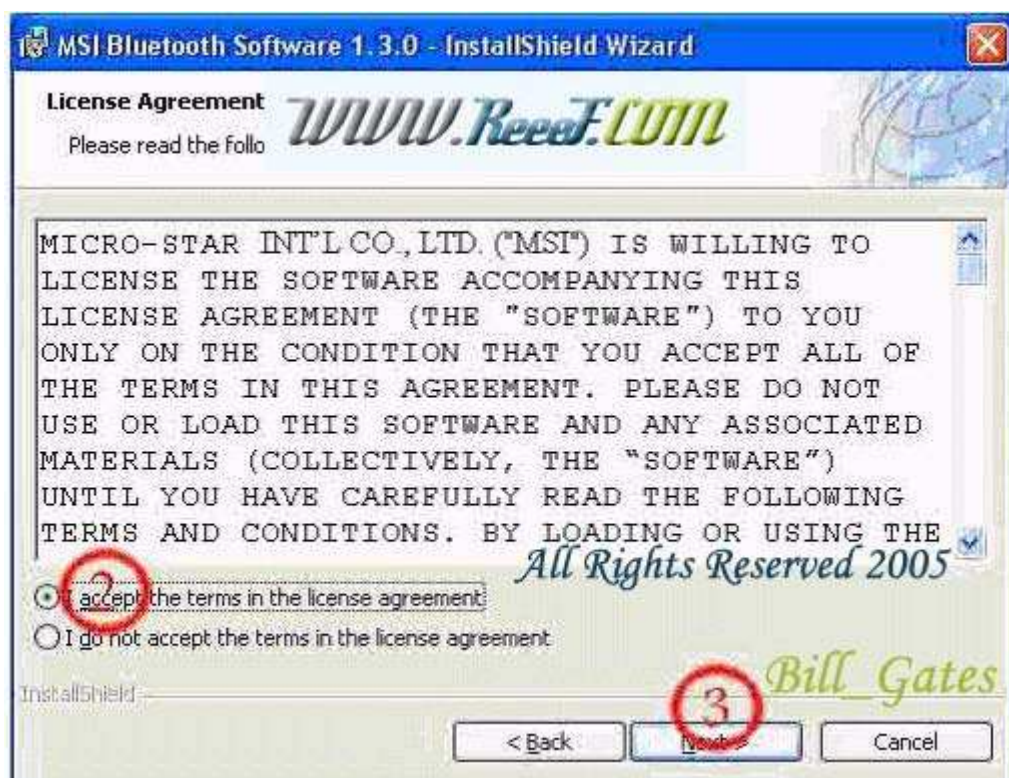 MSI Bluetooth Software 1.3.0 - InstallShield Wizard
License Agreement
Please read the follo
WWW.ReeeF.COM
MICRO-STAR INT'L CO., LTD. ("MSI") IS WILLING TO
LICENSE THE SOFTWARE ACCOMPANYING THIS
LICENSE AGREEMENT (THE "SOFTWARE") TO YOU
ONLY ON THE CONDITION THAT YOU ACCEPT ALL OF
THE TERMS IN THIS AGREEMENT. PLEASE DO NOT
USE OR LOAD THIS SOFTWARE AND ANY ASSOCIATED
MATERIALS (COLLECTIVELY, THE “SOFTWARE”)
UNTIL YOU HAVE CAREFULLY READ THE FOLLOWING
TERMS AND CONDITIONS. BY LOADING OR USING THE
All Rights Reserved 2005
2
I accept the terms in the license agreement
I do not accept the terms in the license agreement
Bill_Gates
InstallShield
3
< Back
Next >
Cancel